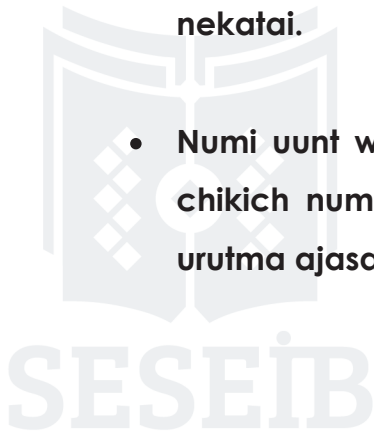 nekatai.
• Numi uunt w
chikich num
urutma ajasa
SESEIB